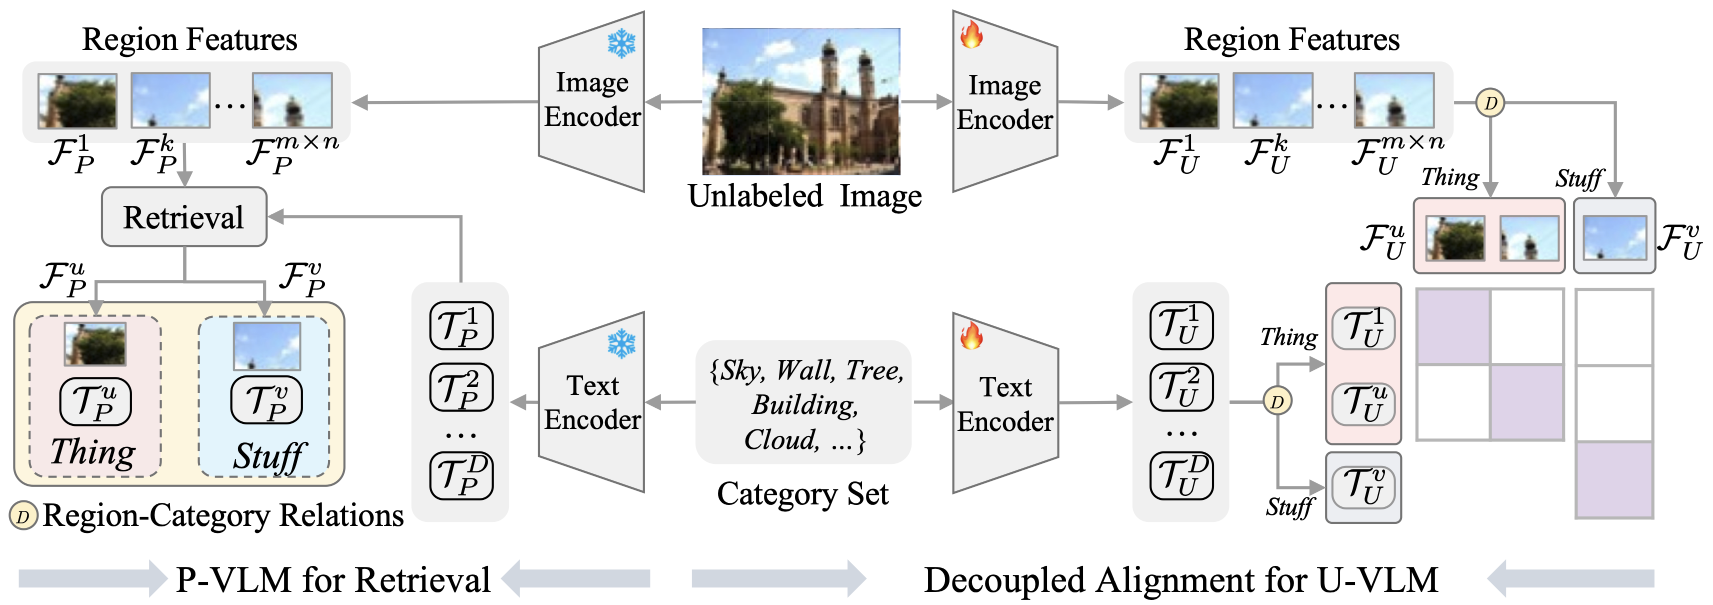 Region Features
$\mathcal{F}_P^1$ $\mathcal{F}_P^k$ ... $\mathcal{F}_P^{m \times n}$
Retrieval
$\mathcal{F}_P^u$ $\mathcal{F}_P^v$
$\mathcal{T}_P^u$ $\mathcal{T}_P^v$
Thing Stuff
D Region-Category Relations
$\mathcal{T}_P^1$
$\mathcal{T}_P^2$
...
$\mathcal{T}_P^D$
Image
Encoder
Text
Encoder
Unlabeled Image
{Sky, Wall, Tree,
Building,
Cloud, ...}
Category Set
Image
Encoder
Text
Encoder
Region Features
$\mathcal{F}_U^1$ $\mathcal{F}_U^k$ ... $\mathcal{F}_U^{m \times n}$
D
Thing Stuff
$\mathcal{F}_U^u$ $\mathcal{F}_U^v$
$\mathcal{T}_U^1$
$\mathcal{T}_U^2$
...
$\mathcal{T}_U^D$
D
Thing
Stuff
$\mathcal{T}_U^1$
$\mathcal{T}_U^u$
$\mathcal{T}_U^v$
P-VLM for Retrieval
Decoupled Alignment for U-VLM